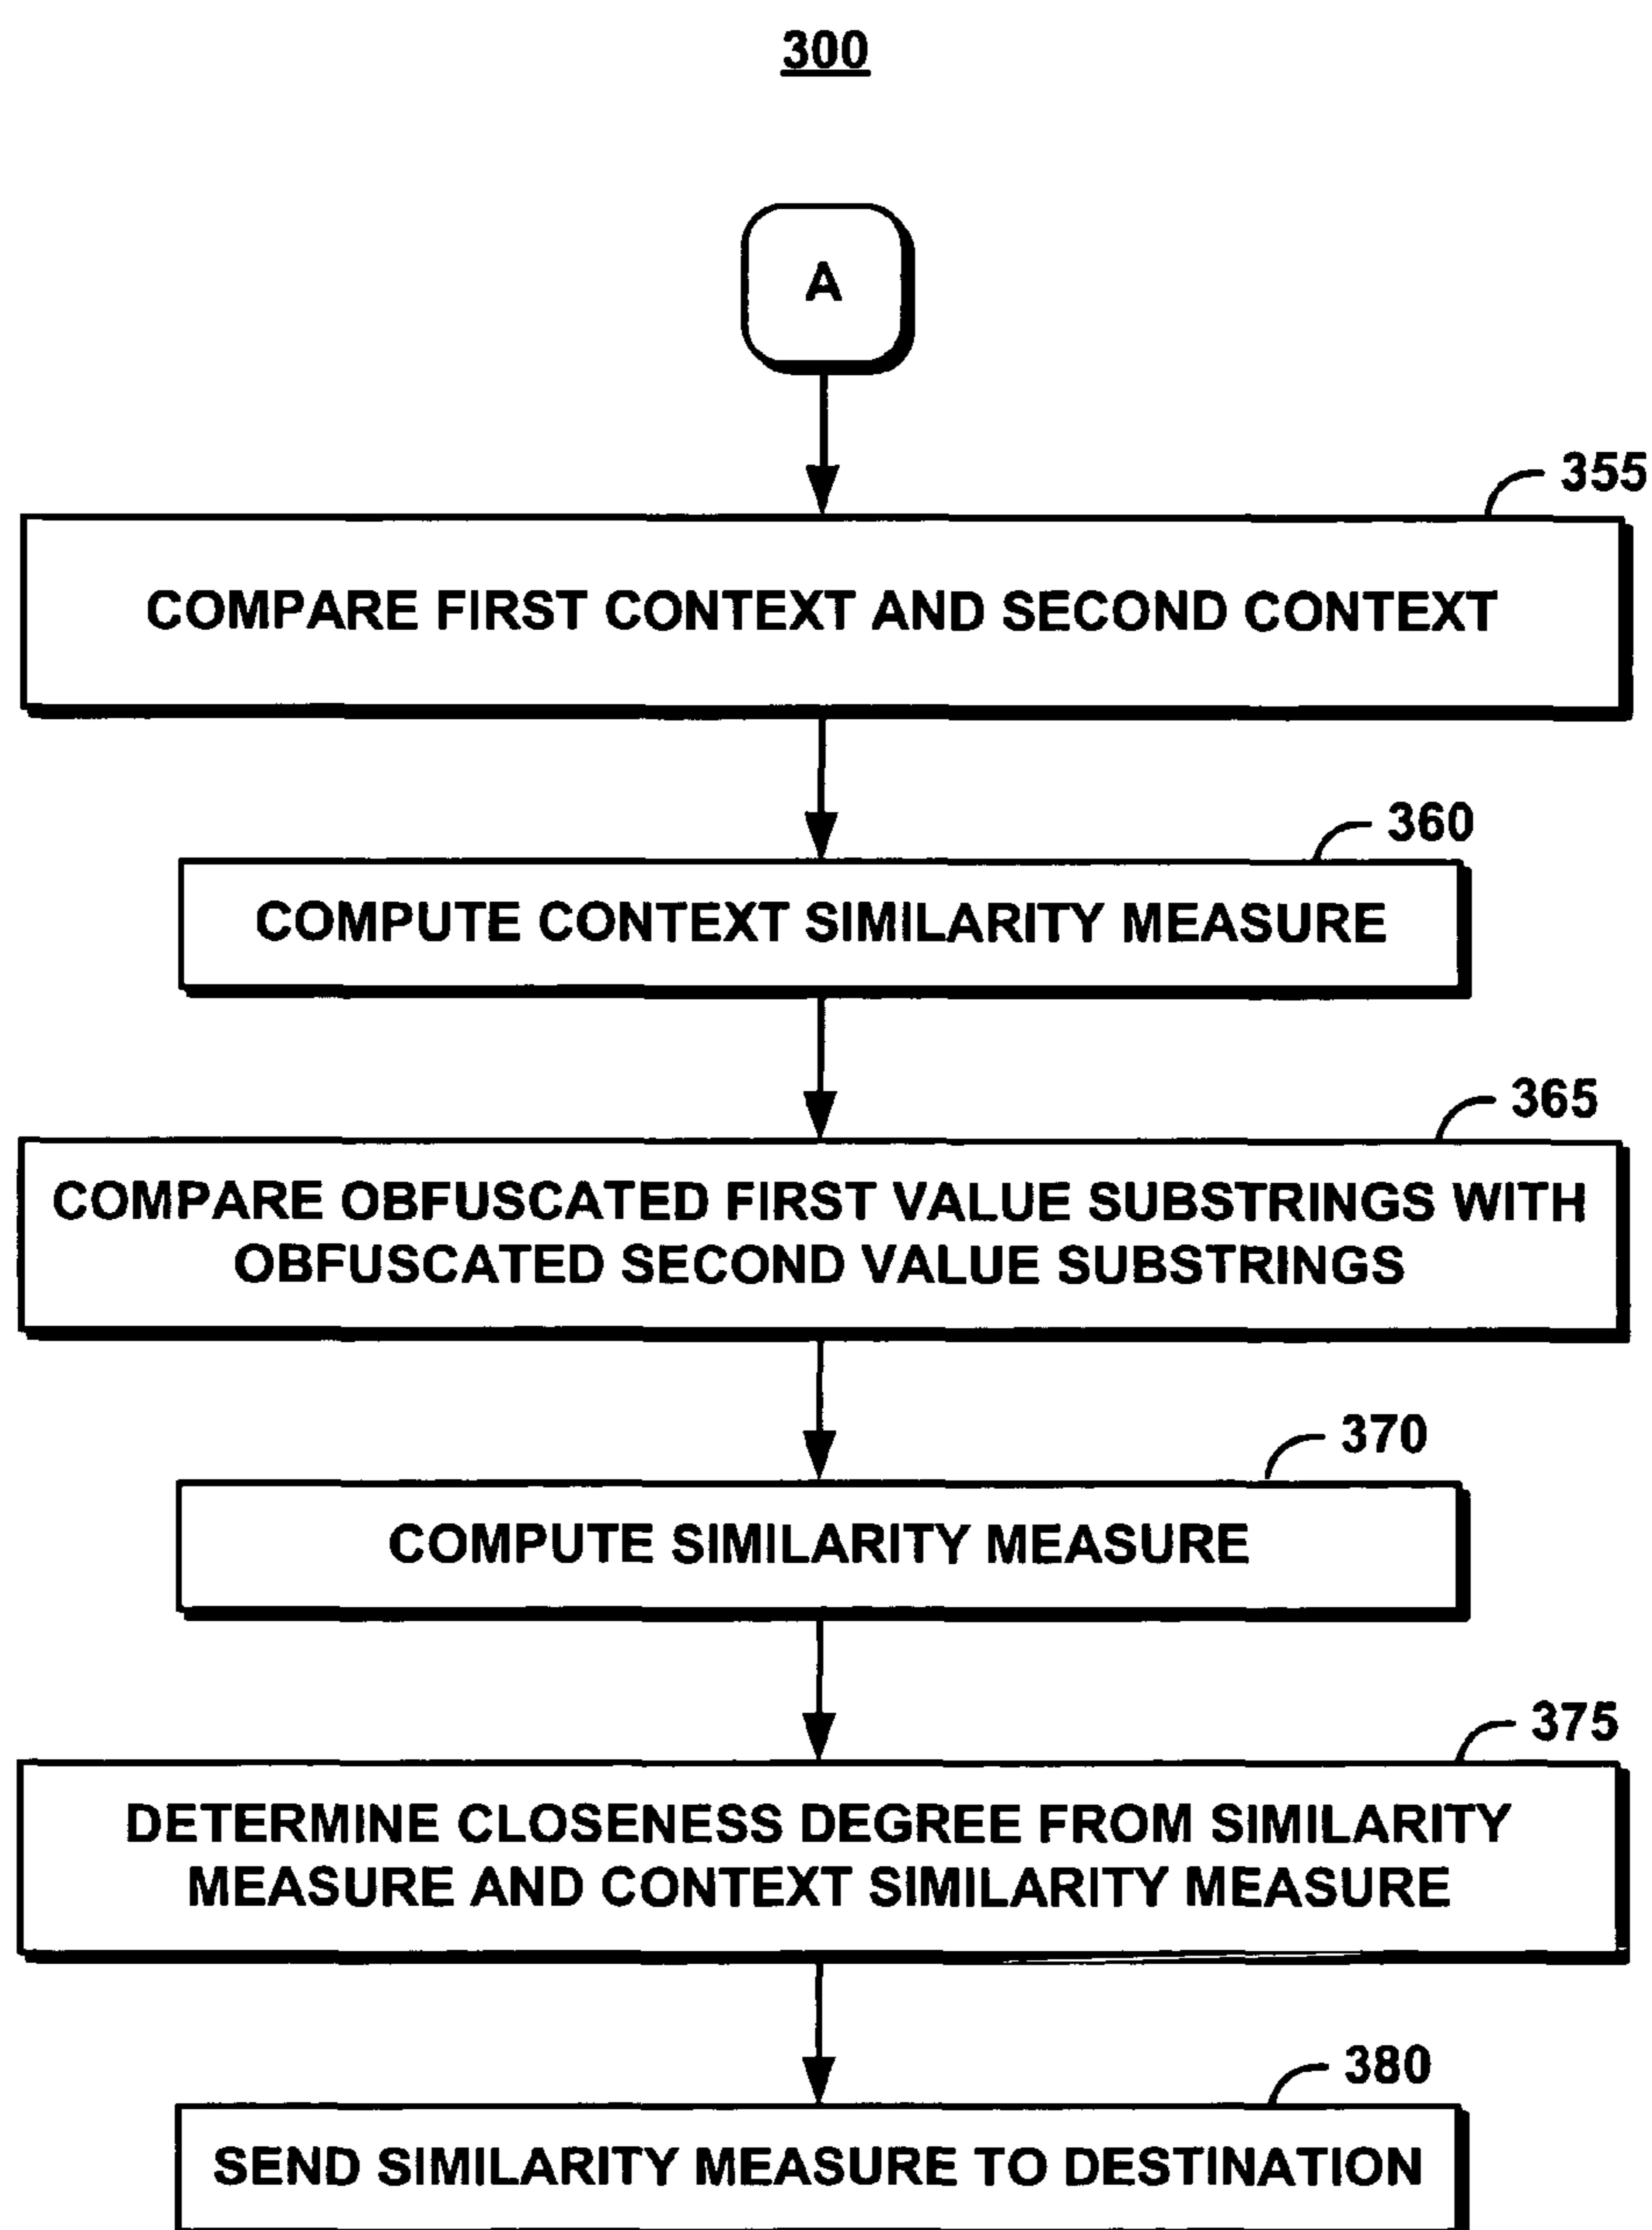 300
A
355
COMPARE FIRST CONTEXT AND SECOND CONTEXT
360
COMPUTE CONTEXT SIMILARITY MEASURE
365
COMPARE OBFUSCATED FIRST VALUE SUBSTRINGS WITH
OBFUSCATED SECOND VALUE SUBSTRINGS
370
COMPUTE SIMILARITY MEASURE
375
DETERMINE CLOSENESS DEGREE FROM SIMILARITY
MEASURE AND CONTEXT SIMILARITY MEASURE
380
SEND SIMILARITY MEASURE TO DESTINATION